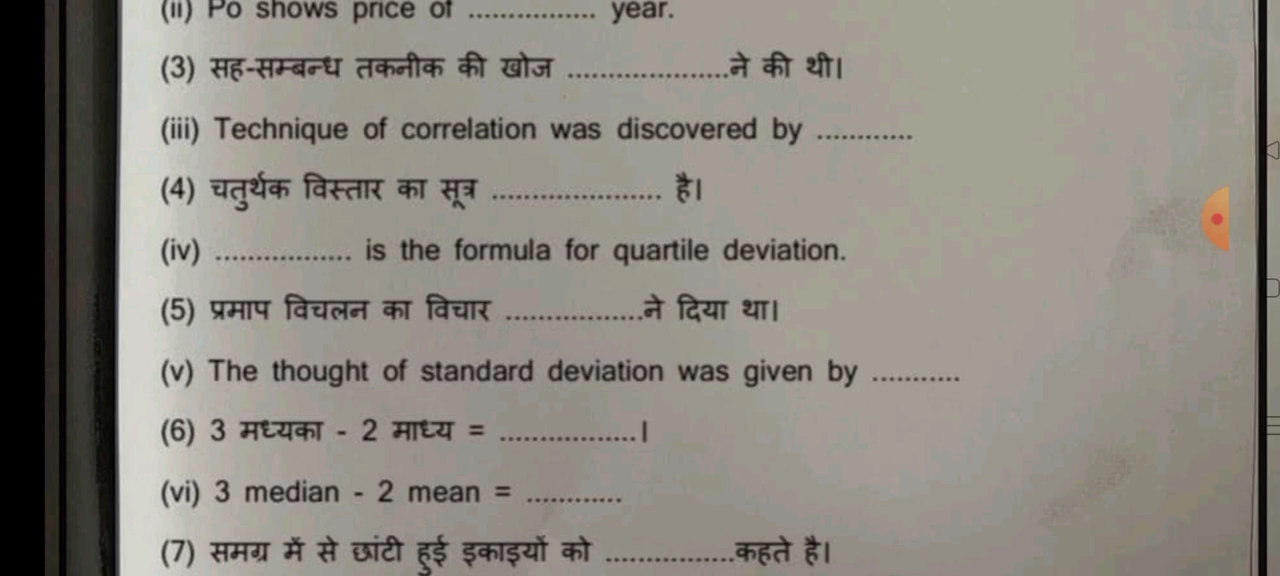 (ii) Po shows price of ................ year.
(3) सह-सम्बन्ध तकनीक की खोज ....................ने की थी।
(iii) Technique of correlation was discovered by ............
(4) चतुर्थक विस्तार का सूत्र ..................... है।
(iv) ................. is the formula for quartile deviation.
(5) प्रमाप विचलन का विचार .................ने दिया था।
(v) The thought of standard deviation was given by ...........
(6) 3 मध्यका - 2 माध्य = .................।
(vi) 3 median - 2 mean = ............
(7) समग्र में से छांटी हुई इकाइयों को ................कहते है।